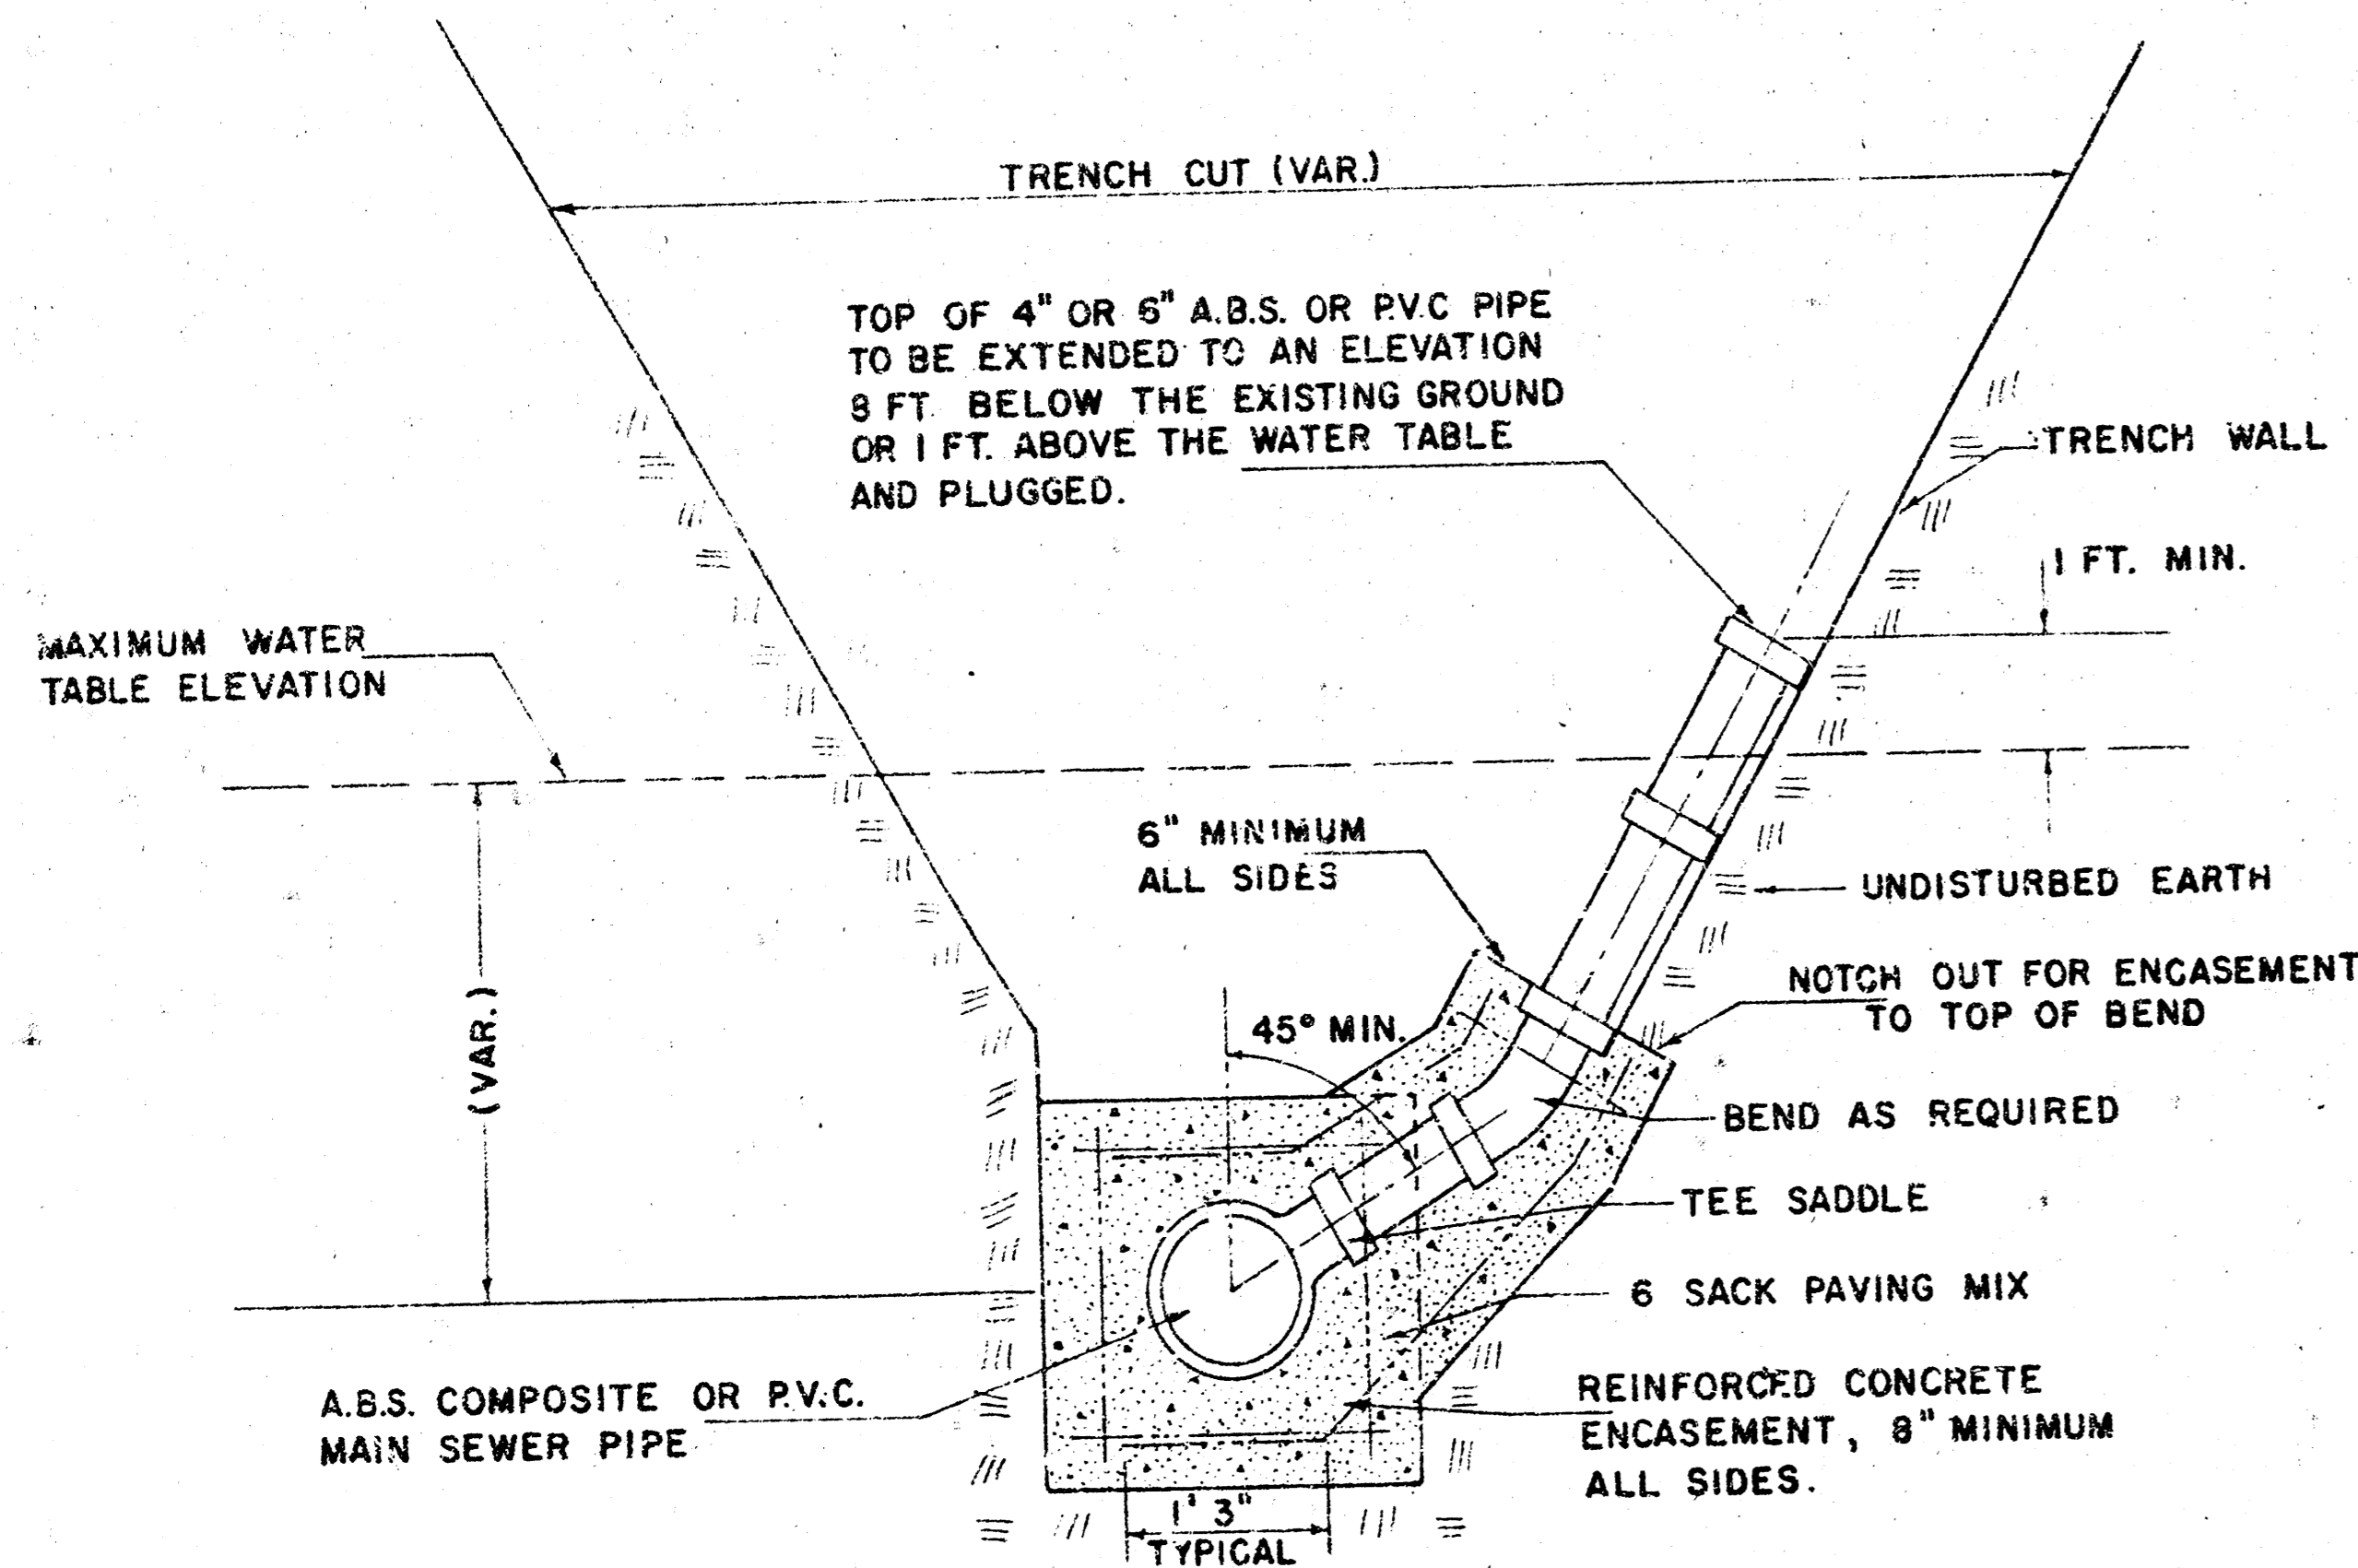 TRENCH CUT (VAR.)
TOP OF 4" OR 6" A.B.S. OR P.V.C PIPE
TO BE EXTENDED TO AN ELEVATION
8 FT. BELOW THE EXISTING GROUND
OR 1 FT. ABOVE THE WATER TABLE
AND PLUGGED.
TRENCH WALL
1 FT. MIN.
MAXIMUM WATER
TABLE ELEVATION
6" MINIMUM
ALL SIDES
UNDISTURBED EARTH
NOTCH OUT FOR ENCASEMENT
TO TOP OF BEND
45° MIN.
(VAR.)
BEND AS REQUIRED
TEE SADDLE
6 SACK PAVING MIX
A.B.S. COMPOSITE OR P.V.C.
MAIN SEWER PIPE
REINFORCED CONCRETE
ENCASEMENT, 8" MINIMUM
ALL SIDES.
1' 3"
TYPICAL